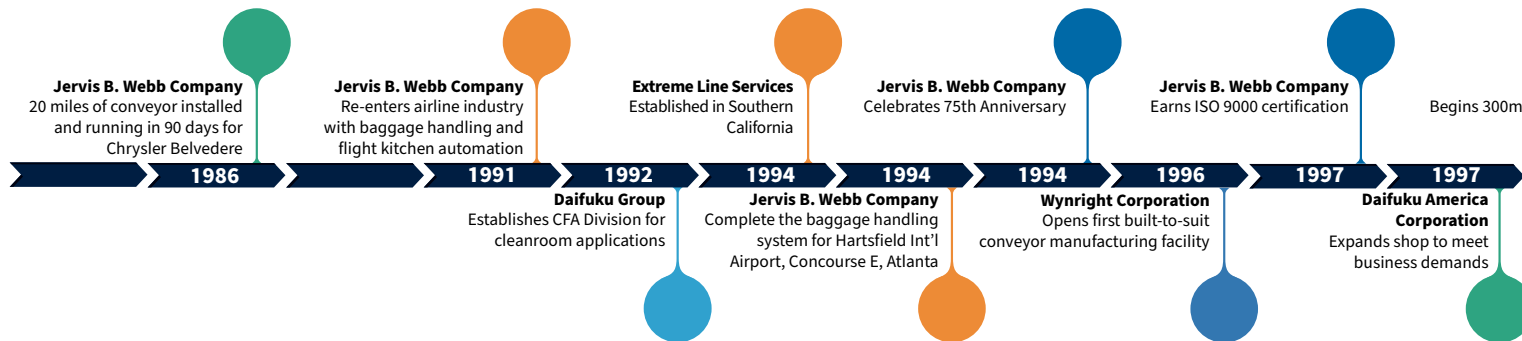 Jervis B. Webb Company
20 miles of conveyor installed
and running in 90 days for
Chrysler Belvedere
Jervis B. Webb Company
Re-enters airline industry
with baggage handling and
flight kitchen automation
Extreme Line Services
Established in Southern
California
Jervis B. Webb Company
Celebrates 75th Anniversary
Jervis B. Webb Company
Earns ISO 9000 certification
Begins 300m
1986
1991
1992
1994
1994
1994
1996
1997
1997
Daifuku Group
Establishes CFA Division for
cleanroom applications
Jervis B. Webb Company
Complete the baggage handling
system for Hartsfield Int’l
Airport, Concourse E, Atlanta
Wynright Corporation
Opens first built-to-suit
conveyor manufacturing facility
Daifuku America
Corporation
Expands shop to meet
business demands